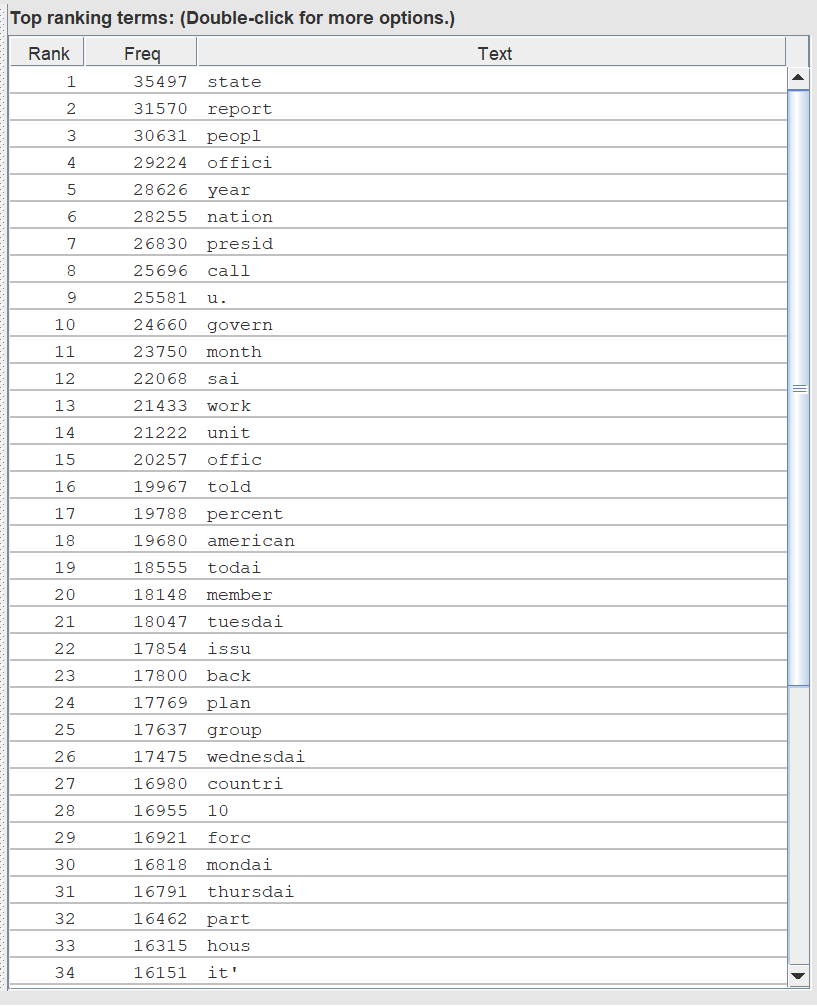 Top ranking terms: (Double-click for more options.)
Rank Freq Text
1 35497 state
2 31570 report
3 30631 peopl
4 29224 offici
5 28626 year
6 28255 nation
7 26830 presid
8 25696 call
9 25581 u.
10 24660 govern
11 23750 month
12 22068 sai
13 21433 work
14 21222 unit
15 20257 offic
16 19967 told
17 19788 percent
18 19680 american
19 18555 todai
20 18148 member
21 18047 tuesdai
22 17854 issu
23 17800 back
24 17769 plan
25 17637 group
26 17475 wednesdai
27 16980 countri
28 16955 10
29 16921 forc
30 16818 mondai
31 16791 thursdai
32 16462 part
33 16315 hous
34 16151 it'